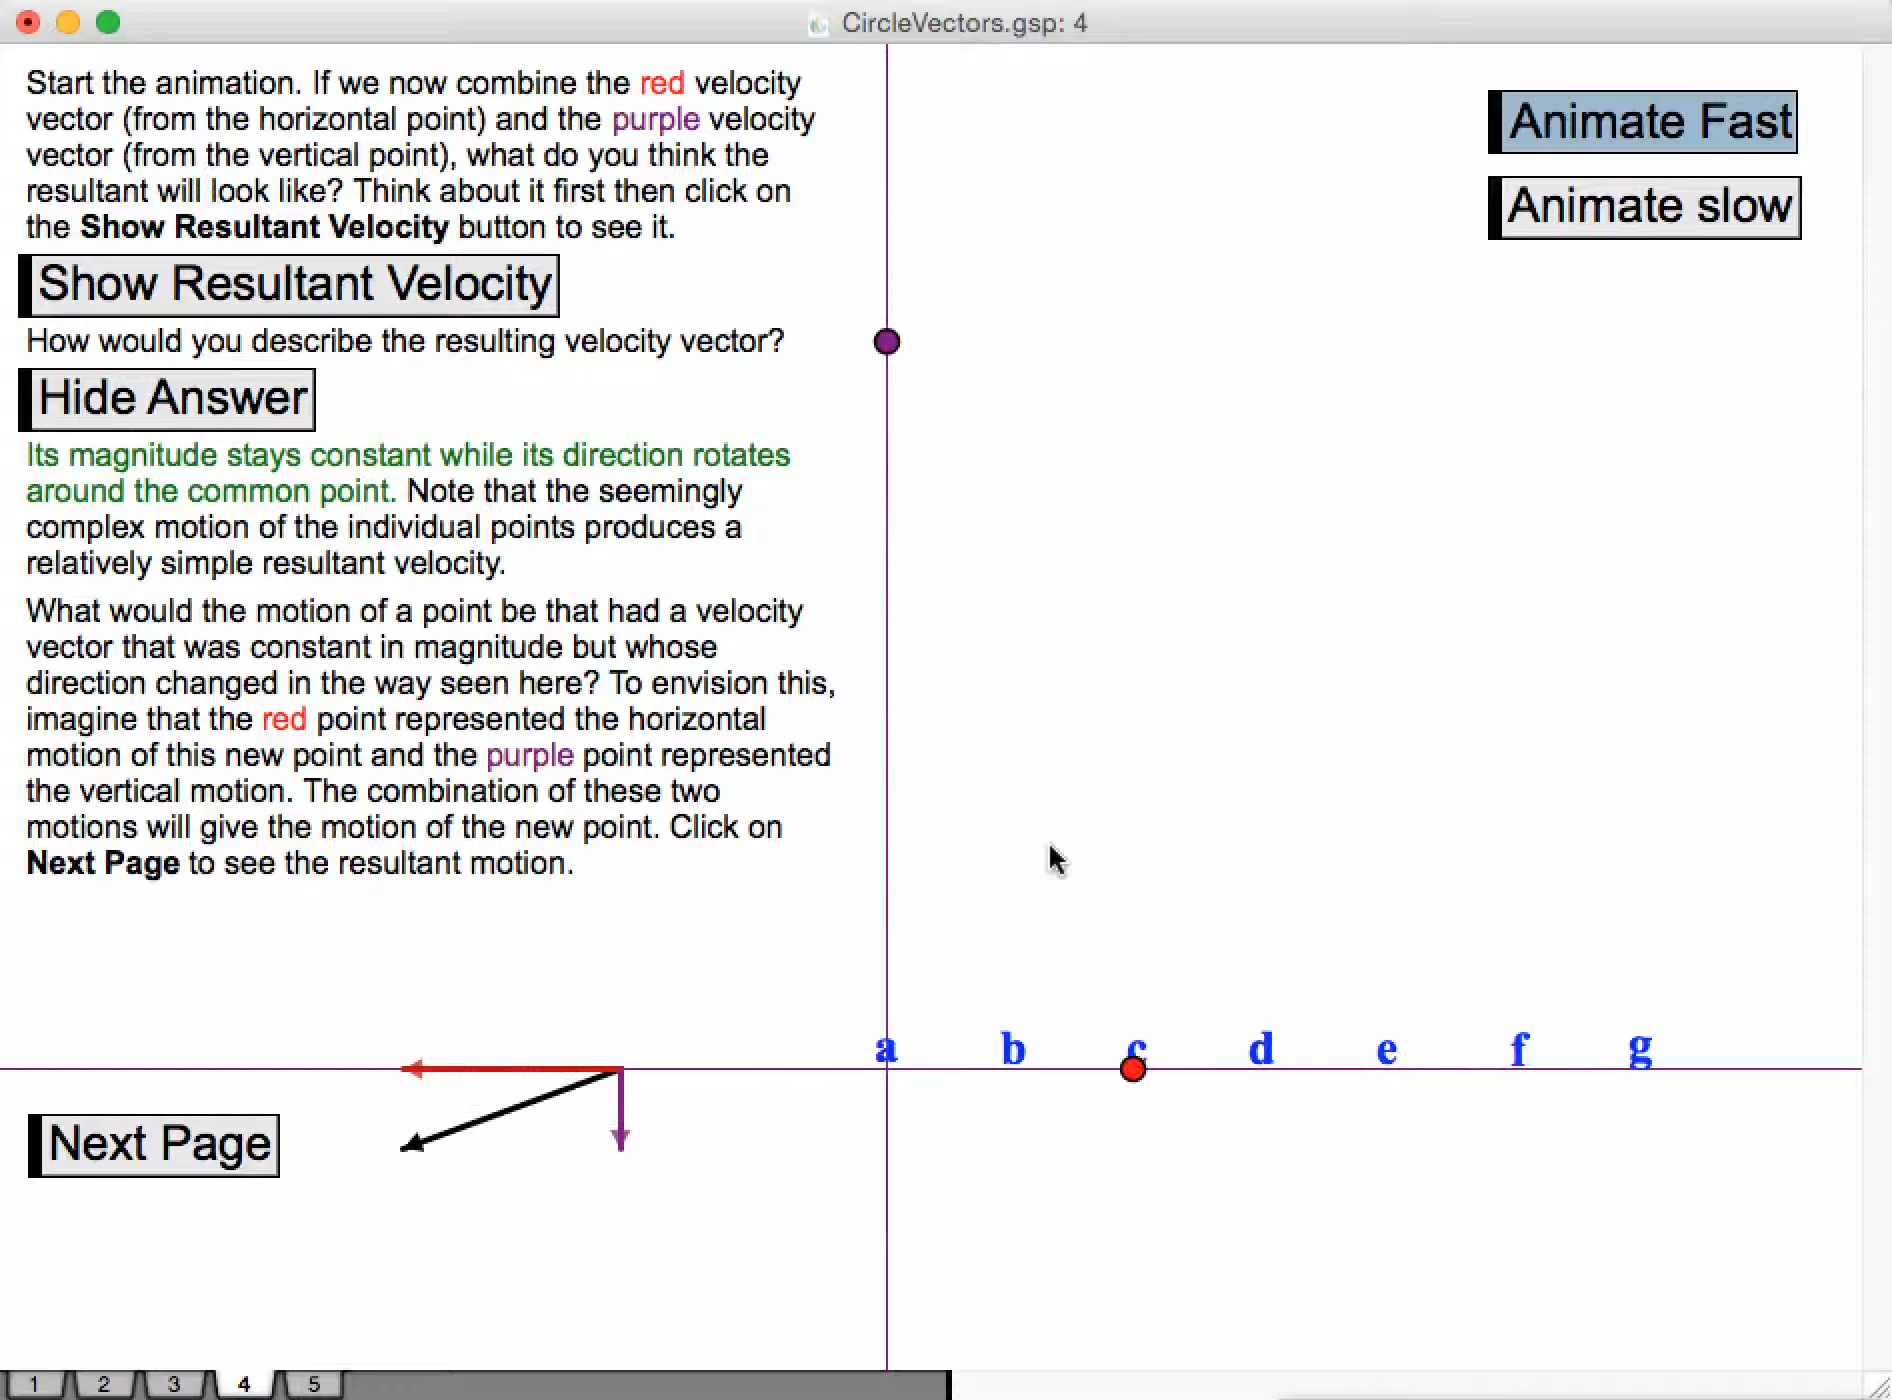 CircleVectors.gsp: 4
Start the animation. If we now combine the red velocity
vector (from the horizontal point) and the purple velocity
vector (from the vertical point), what do you think the
resultant will look like? Think about it first then click on
the Show Resultant Velocity button to see it.
Show Resultant Velocity
How would you describe the resulting velocity vector?
Hide Answer
Its magnitude stays constant while its direction rotates
around the common point. Note that the seemingly
complex motion of the individual points produces a
relatively simple resultant velocity.
What would the motion of a point be that had a velocity
vector that was constant in magnitude but whose
direction changed in the way seen here? To envision this,
imagine that the red point represented the horizontal
motion of this new point and the purple point represented
the vertical motion. The combination of these two
motions will give the motion of the new point. Click on
Next Page to see the resultant motion.
Animate Fast
Animate slow
a b c d e f g
Next Page
1 2 3 4 5